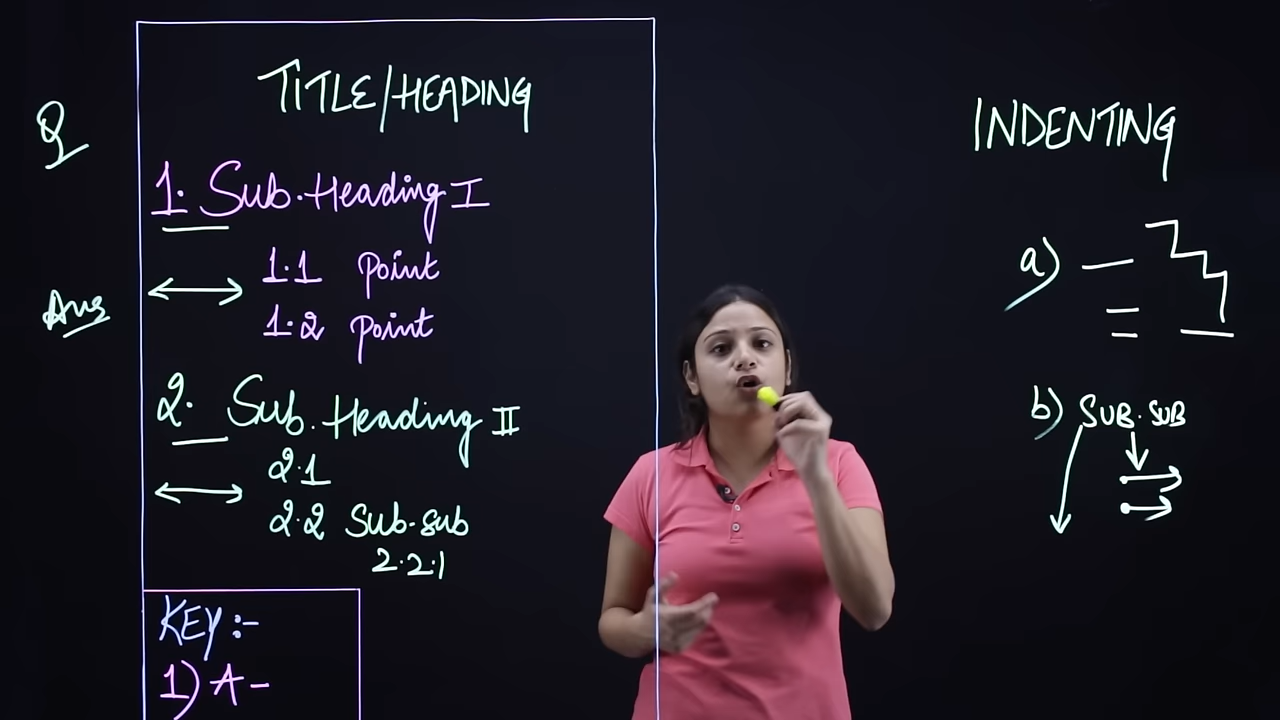 Q
Ans
TITLE/HEADING
1. Sub.Heading I
1.1 point
1.2 point
2. Sub.Heading II
2.1
2.2 Sub-sub
2.2.1
KEY:-
1) A-
INDENTING
a)
b) SUB.SUB